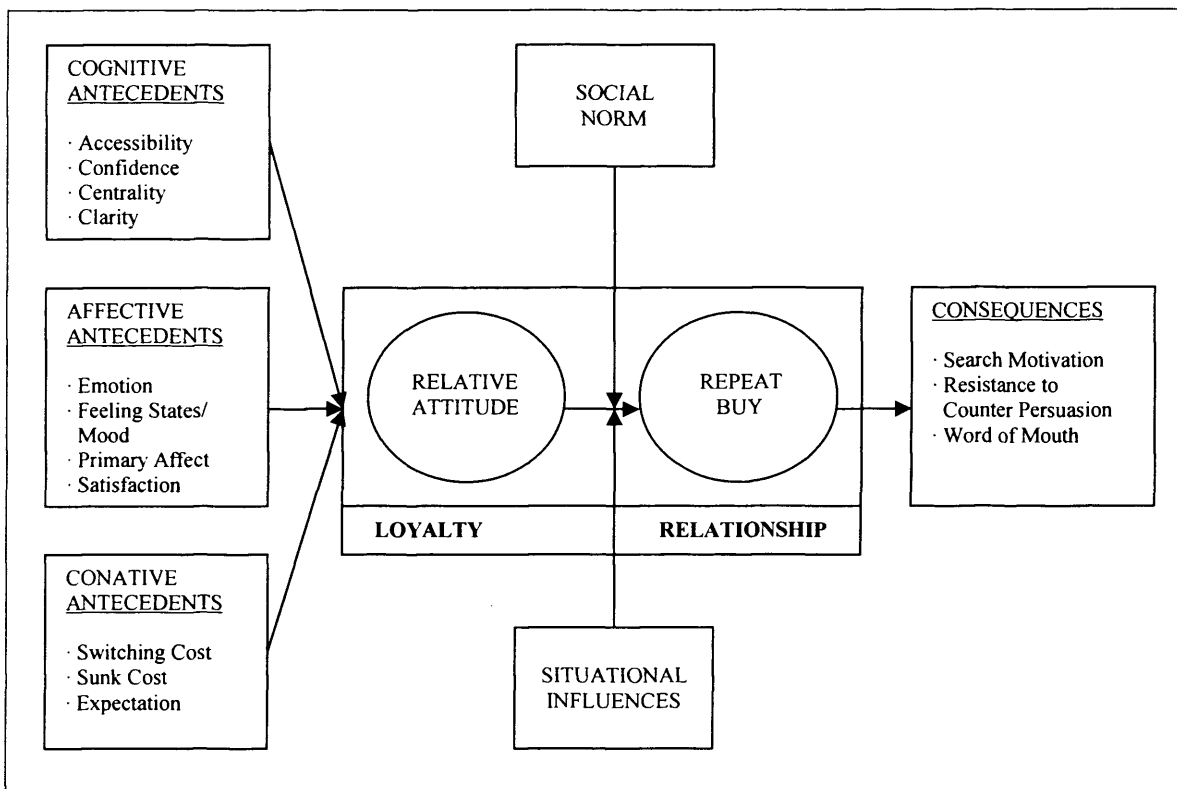 COGNITIVE
ANTECEDENTS
· Accessibility
· Confidence
· Centrality
· Clarity
SOCIAL
NORM
AFFECTIVE
ANTECEDENTS
· Emotion
· Feeling States/
Mood
· Primary Affect
· Satisfaction
RELATIVE
ATTITUDE
REPEAT
BUY
LOYALTY
RELATIONSHIP
CONSEQUENCES
· Search Motivation
· Resistance to
Counter Persuasion
· Word of Mouth
CONATIVE
ANTECEDENTS
· Switching Cost
· Sunk Cost
· Expectation
SITUATIONAL
INFLUENCES